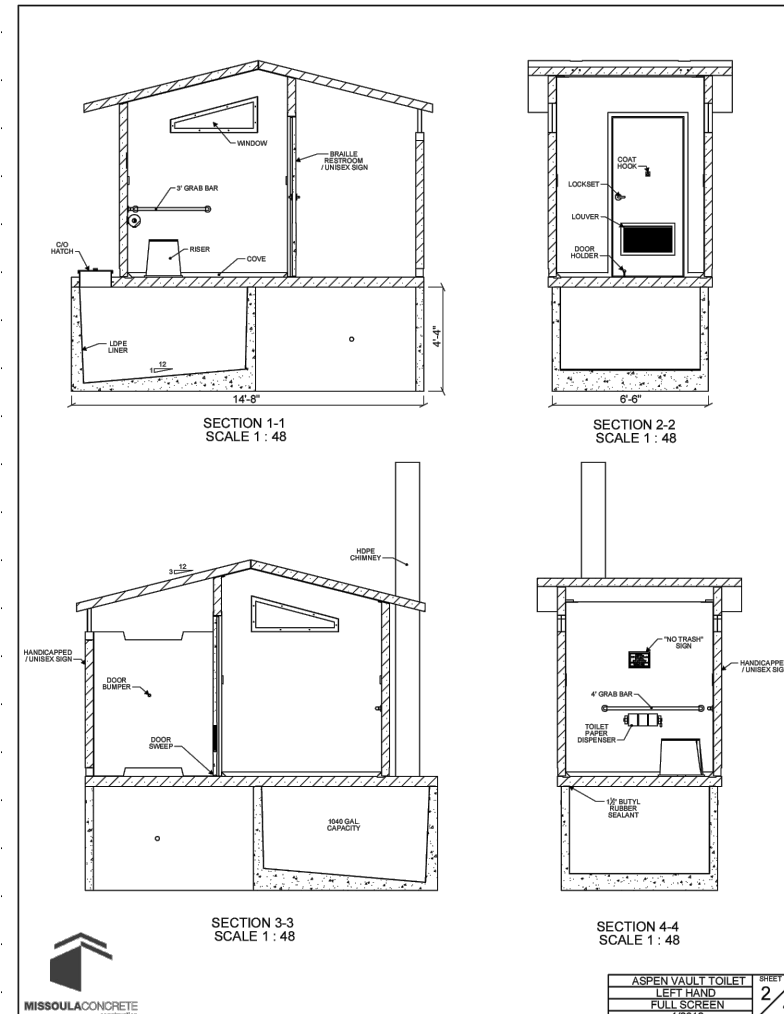 WINDOW
BRAILLE
RESTROOM
/ UNISEX SIGN
3' GRAB BAR
C/O
HATCH
RISER
COVE
LDPE
LINER
12
1
4'-4"
14'-8"
SECTION 1-1
SCALE 1 : 48
COAT
HOOK
LOCKSET
LOUVER
DOOR
HOLDER
6'-6"
SECTION 2-2
SCALE 1 : 48
HDPE
CHIMNEY
12
3
HANDICAPPED
/ UNISEX SIGN
DOOR
BUMPER
DOOR
SWEEP
1040 GAL.
CAPACITY
SECTION 3-3
SCALE 1 : 48
"NO TRASH"
SIGN
HANDICAPPE
/ UNISEX SIG
4' GRAB BAR
TOILET
PAPER
DISPENSER
1½" BUTYL
RUBBER
SEALANT
SECTION 4-4
SCALE 1 : 48
MISSOULACONCRETE
ASPEN VAULT TOILET
LEFT HAND
FULL SCREEN
SHEET
2/